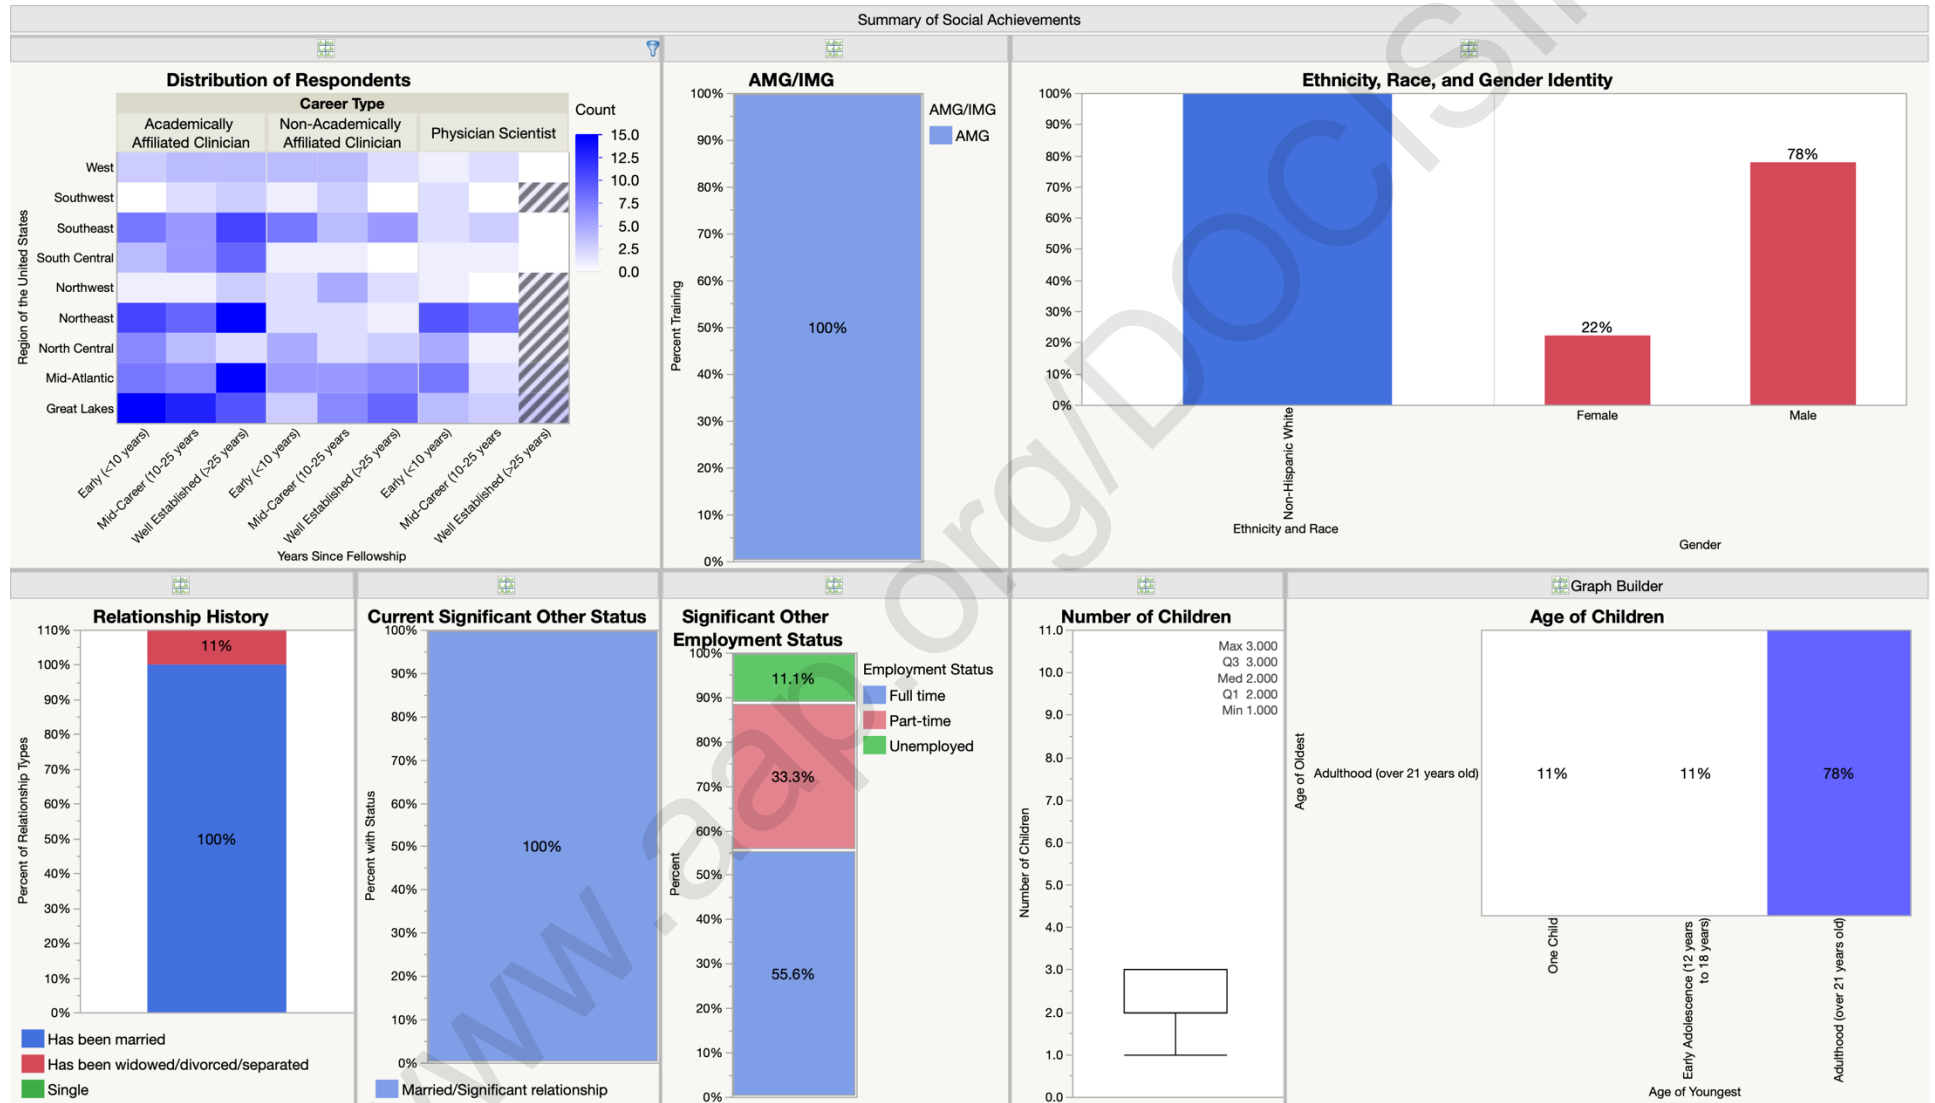 Summary of Social Achievements
Distribution of Respondents
Career Type
Academically
Affiliated Clinician
Non-Academically
Affiliated Clinician
Physician Scientist
Count
15.0
12.5
10.0
7.5
5.0
2.5
0.0
Region of the United States
West
Southwest
Southeast
South Central
Northwest
Northeast
North Central
Mid-Atlantic
Great Lakes
Early (<10 years)
Mid-Career (10-25 years
Well Established (>25 years)
Early (<10 years)
Mid-Career (10-25 years
Well Established (>25 years)
Early (<10 years)
Mid-Career (10-25 years
Well Established (>25 years)
Years Since Fellowship
AMG/IMG
Percent Training
100%
90%
80%
70%
60%
50%
40%
30%
20%
10%
0%
100%
AMG/IMG
AMG
Ethnicity, Race, and Gender Identity
100%
90%
80%
70%
60%
50%
40%
30%
20%
10%
0%
22%
78%
Non-Hispanic White
Female
Male
Ethnicity and Race
Gender
Relationship History
Percent of Relationship Types
110%
100%
90%
80%
70%
60%
50%
40%
30%
20%
10%
0%
11%
100%
Has been married
Has been widowed/divorced/separated
Single
Current Significant Other Status
Percent with Status
100%
90%
80%
70%
60%
50%
40%
30%
20%
10%
0%
100%
Married/Significant relationship
Significant Other
Employment Status
Percent
100%
90%
80%
70%
60%
50%
40%
30%
20%
10%
0%
11.1%
33.3%
55.6%
Employment Status
Full time
Part-time
Unemployed
Number of Children
Number of Children
11.0
10.0
9.0
8.0
7.0
6.0
5.0
4.0
3.0
2.0
1.0
0.0
Max 3.000
Q3 3.000
Med 2.000
Q1 2.000
Min 1.000
Graph Builder
Age of Children
Age of Oldest
Adulthood (over 21 years old)
11%
11%
78%
One Child
Early Adolescence (12 years
to 18 years)
Adulthood (over 21 years old)
Age of Youngest
www.aap.org/DOCSI